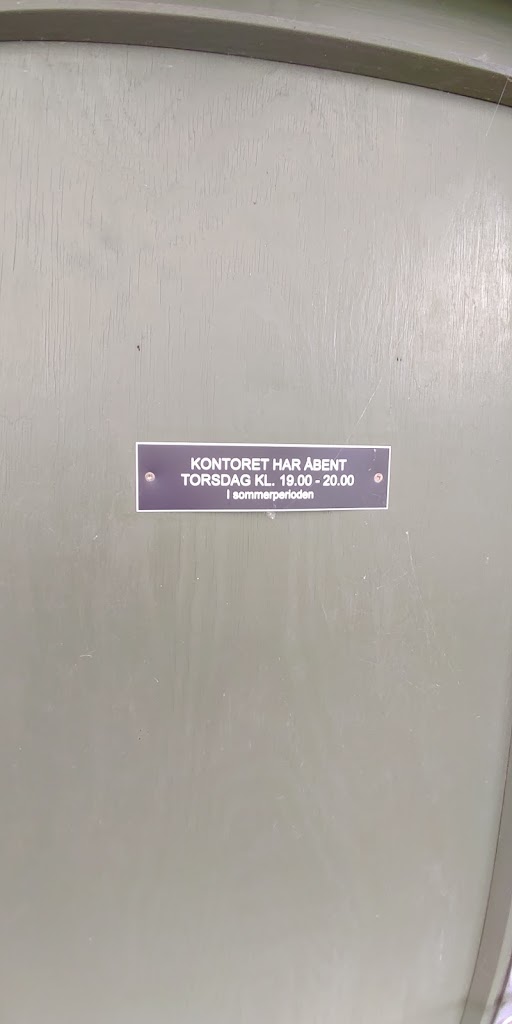 KONTORET HAR ÅBENT
TORSDAG KL. 19.00 - 20.00
I sommerperioden